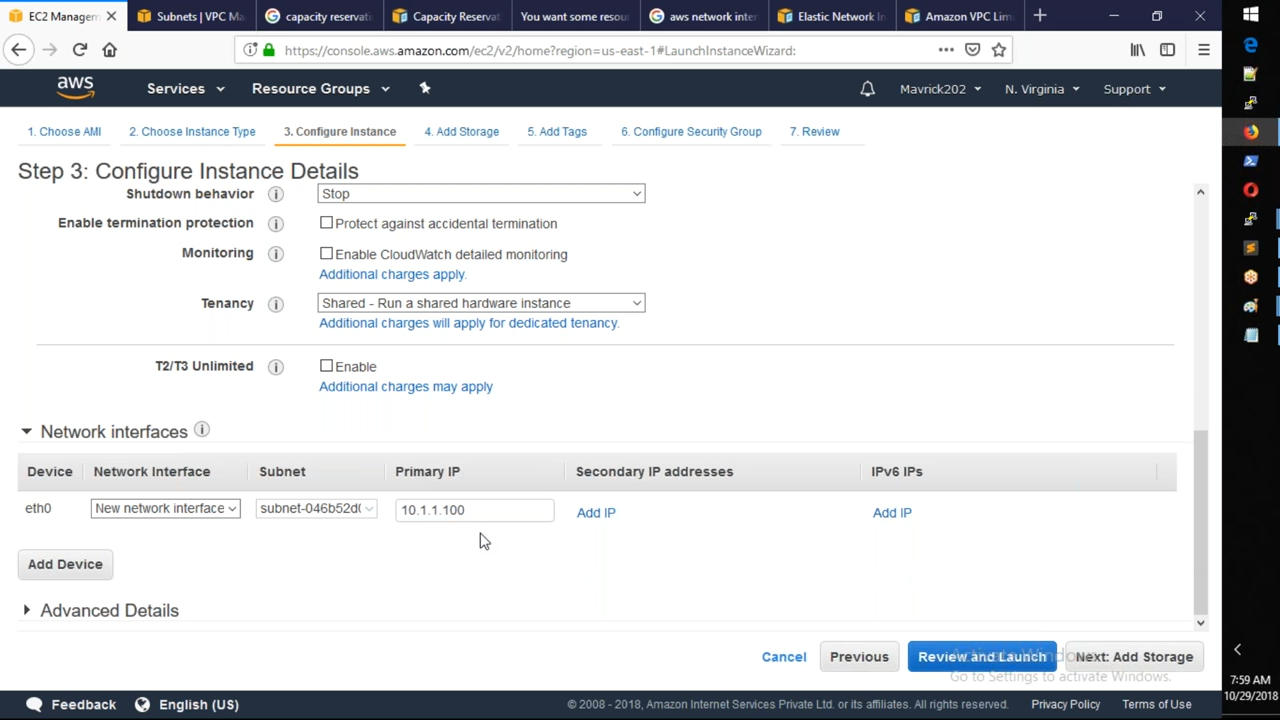 EC2 Managem
Subnets | VPC Ma
capacity reservati
Capacity Reservat
You want some resou
aws network inter
Elastic Network In
Amazon VPC Lim
https://console.aws.amazon.com/ec2/v2/home?region=us-east-1#LaunchInstanceWizard:
aws
Services
Resource Groups
Mavrick202
N. Virginia
Support
1. Choose AMI
2. Choose Instance Type
3. Configure Instance
4. Add Storage
5. Add Tags
6. Configure Security Group
7. Review
Step 3: Configure Instance Details
Shutdown behavior
Stop
Enable termination protection
Protect against accidental termination
Monitoring
Enable CloudWatch detailed monitoring
Additional charges apply.
Tenancy
Shared - Run a shared hardware instance
Additional charges will apply for dedicated tenancy.
T2/T3 Unlimited
Enable
Additional charges may apply
Network interfaces
Device
Network Interface
Subnet
Primary IP
Secondary IP addresses
IPv6 IPs
eth0
New network interface
subnet-046b52d0
10.1.1.100
Add IP
Add IP
Add Device
Advanced Details
Cancel
Previous
Review and Launch
Next: Add Storage
Activate Windows
Go to Settings to activate Windows.
7:59 AM
10/29/2018
Feedback
English (US)
© 2008 - 2018, Amazon Internet Services Private Ltd. or its affiliates. All rights reserved.
Privacy Policy
Terms of Use